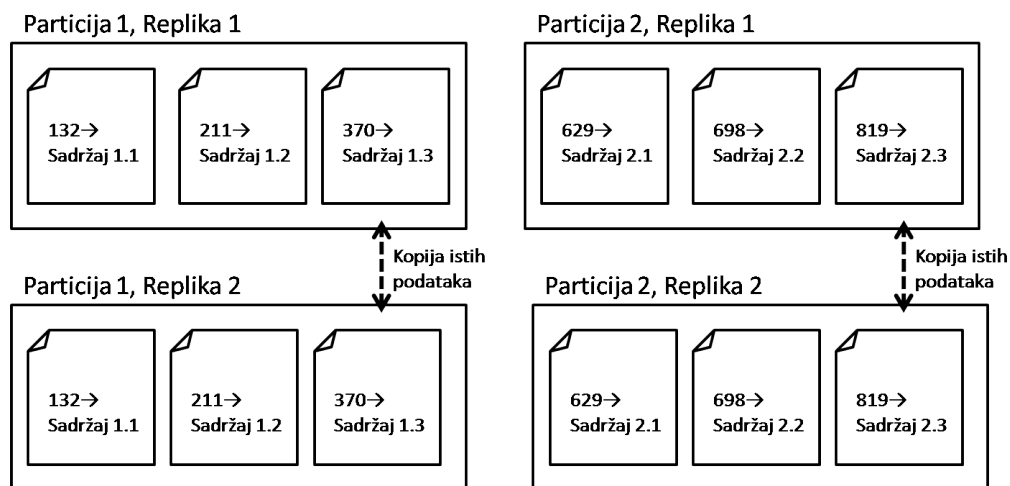 Particija 1, Replika 1
132→
Sadržaj 1.1
211→
Sadržaj 1.2
370→
Sadržaj 1.3
Particija 2, Replika 1
629→
Sadržaj 2.1
698→
Sadržaj 2.2
819→
Sadržaj 2.3
Kopija istih
podataka
Kopija istih
podataka
Particija 1, Replika 2
132→
Sadržaj 1.1
211→
Sadržaj 1.2
370→
Sadržaj 1.3
Particija 2, Replika 2
629→
Sadržaj 2.1
698→
Sadržaj 2.2
819→
Sadržaj 2.3